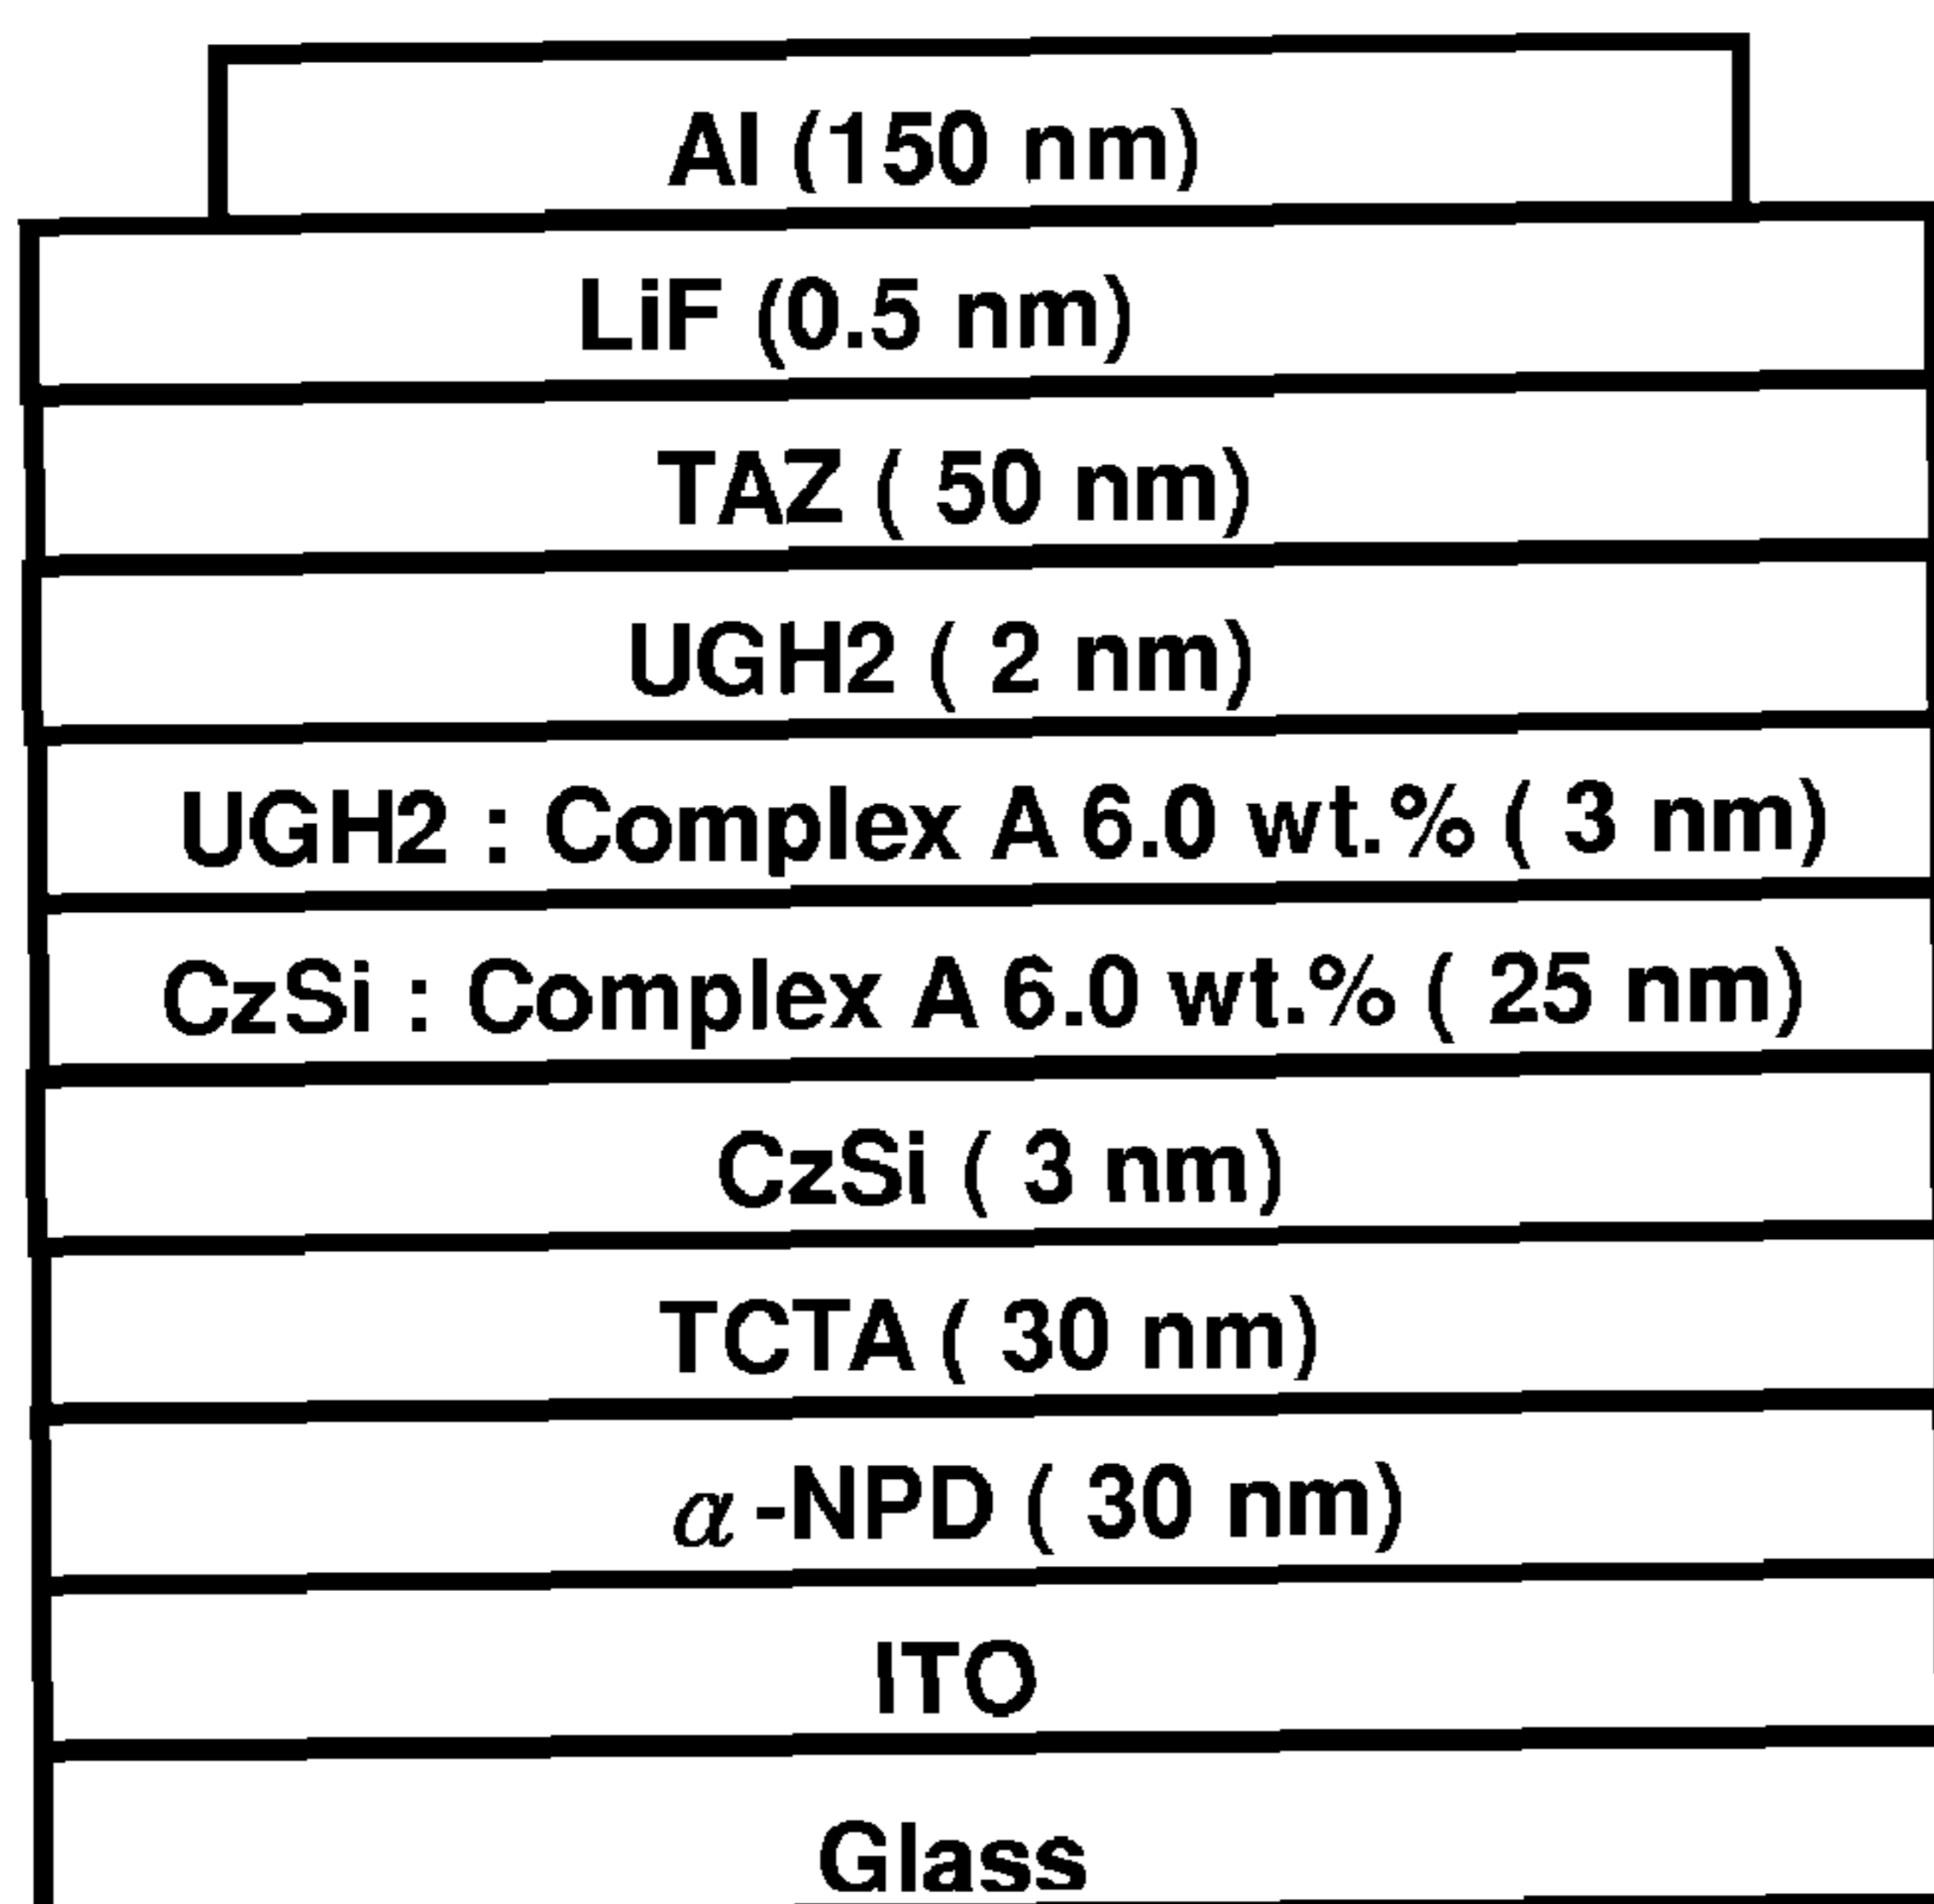 Al (150 nm)
LiF (0.5 nm)
TAZ ( 50 nm)
UGH2 ( 2 nm)
UGH2 : Complex A 6.0 wt.% ( 3 nm)
CzSi : Complex A 6.0 wt.% ( 25 nm)
CzSi ( 3 nm)
TCTA ( 30 nm)
α-NPD ( 30 nm)
ITO
Glass